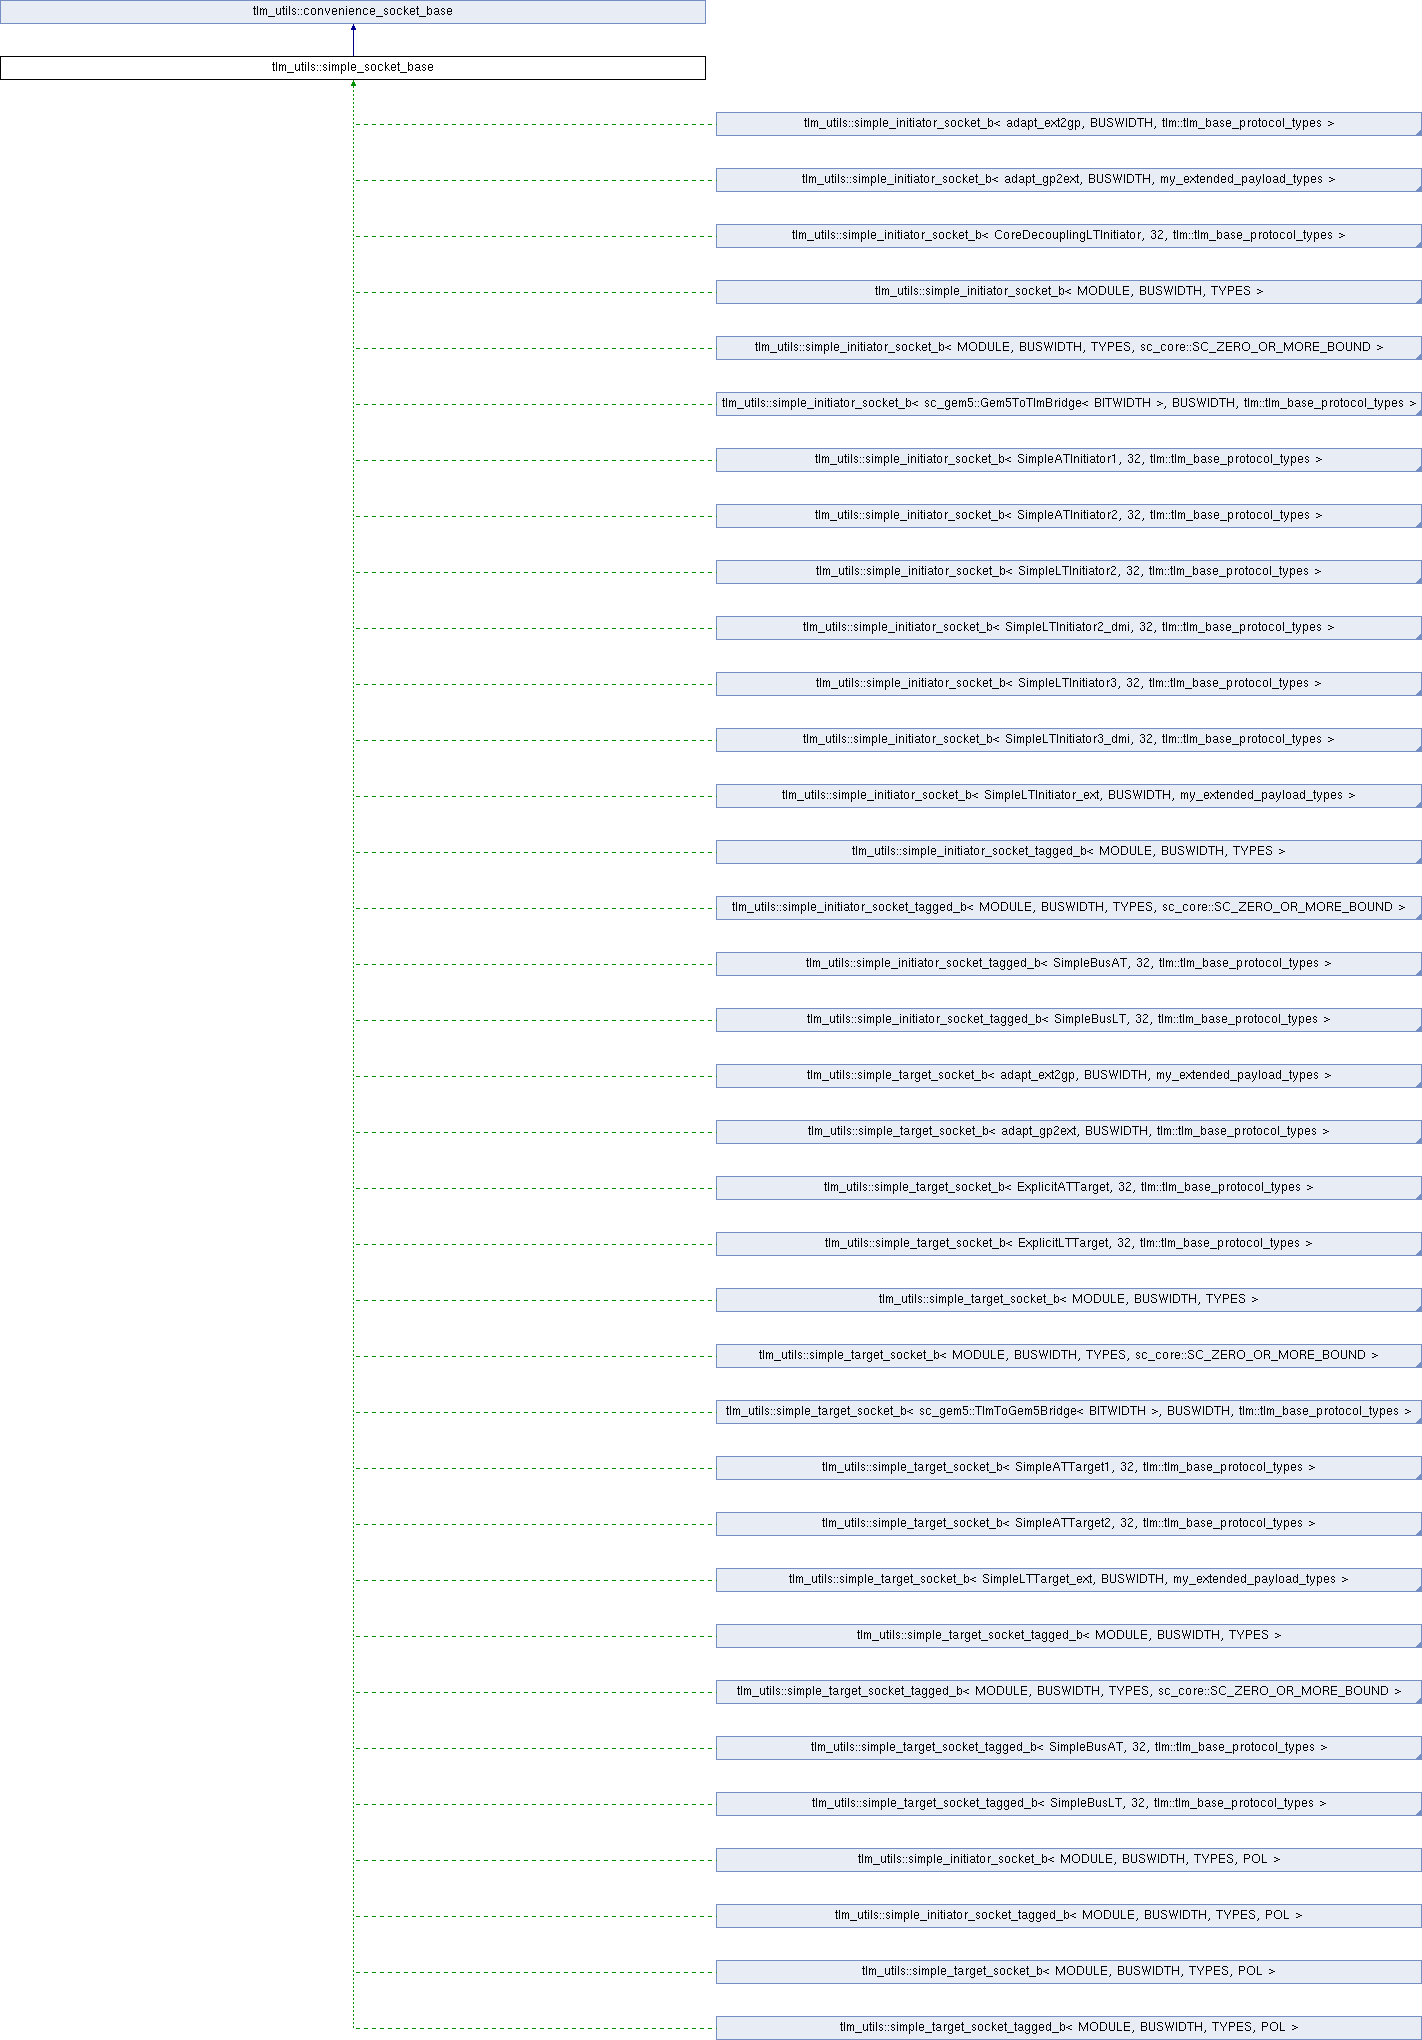 tlm_utils::convenience_socket_base
tlm_utils::simple_socket_base
tlm_utils::simple_initiator_socket_b< adapt_ext2gp, BUSWIDTH, tlm::tlm_base_protocol_types >
tlm_utils::simple_initiator_socket_b< adapt_gp2ext, BUSWIDTH, my_extended_payload_types >
tlm_utils::simple_initiator_socket_b< CoreDecouplingLTInitiator, 32, tlm::tlm_base_protocol_types >
tlm_utils::simple_initiator_socket_b< MODULE, BUSWIDTH, TYPES >
tlm_utils::simple_initiator_socket_b< MODULE, BUSWIDTH, TYPES, sc_core::SC_ZERO_OR_MORE_BOUND >
tlm_utils::simple_initiator_socket_b< sc_gem5::Gem5ToTlmBridge< BITWIDTH >, BUSWIDTH, tlm::tlm_base_protocol_types >
tlm_utils::simple_initiator_socket_b< SimpleATInitiator1, 32, tlm::tlm_base_protocol_types >
tlm_utils::simple_initiator_socket_b< SimpleATInitiator2, 32, tlm::tlm_base_protocol_types >
tlm_utils::simple_initiator_socket_b< SimpleLTInitiator2, 32, tlm::tlm_base_protocol_types >
tlm_utils::simple_initiator_socket_b< SimpleLTInitiator2_dmi, 32, tlm::tlm_base_protocol_types >
tlm_utils::simple_initiator_socket_b< SimpleLTInitiator3, 32, tlm::tlm_base_protocol_types >
tlm_utils::simple_initiator_socket_b< SimpleLTInitiator3_dmi, 32, tlm::tlm_base_protocol_types >
tlm_utils::simple_initiator_socket_b< SimpleLTInitiator_ext, BUSWIDTH, my_extended_payload_types >
tlm_utils::simple_initiator_socket_tagged_b< MODULE, BUSWIDTH, TYPES >
tlm_utils::simple_initiator_socket_tagged_b< MODULE, BUSWIDTH, TYPES, sc_core::SC_ZERO_OR_MORE_BOUND >
tlm_utils::simple_initiator_socket_tagged_b< SimpleBusAT, 32, tlm::tlm_base_protocol_types >
tlm_utils::simple_initiator_socket_tagged_b< SimpleBusLT, 32, tlm::tlm_base_protocol_types >
tlm_utils::simple_target_socket_b< adapt_ext2gp, BUSWIDTH, my_extended_payload_types >
tlm_utils::simple_target_socket_b< adapt_gp2ext, BUSWIDTH, tlm::tlm_base_protocol_types >
tlm_utils::simple_target_socket_b< ExplicitATTarget, 32, tlm::tlm_base_protocol_types >
tlm_utils::simple_target_socket_b< ExplicitLTTarget, 32, tlm::tlm_base_protocol_types >
tlm_utils::simple_target_socket_b< MODULE, BUSWIDTH, TYPES >
tlm_utils::simple_target_socket_b< MODULE, BUSWIDTH, TYPES, sc_core::SC_ZERO_OR_MORE_BOUND >
tlm_utils::simple_target_socket_b< sc_gem5::TlmToGem5Bridge< BITWIDTH >, BUSWIDTH, tlm::tlm_base_protocol_types >
tlm_utils::simple_target_socket_b< SimpleATTarget1, 32, tlm::tlm_base_protocol_types >
tlm_utils::simple_target_socket_b< SimpleATTarget2, 32, tlm::tlm_base_protocol_types >
tlm_utils::simple_target_socket_b< SimpleLTTarget_ext, BUSWIDTH, my_extended_payload_types >
tlm_utils::simple_target_socket_tagged_b< MODULE, BUSWIDTH, TYPES >
tlm_utils::simple_target_socket_tagged_b< MODULE, BUSWIDTH, TYPES, sc_core::SC_ZERO_OR_MORE_BOUND >
tlm_utils::simple_target_socket_tagged_b< SimpleBusAT, 32, tlm::tlm_base_protocol_types >
tlm_utils::simple_target_socket_tagged_b< SimpleBusLT, 32, tlm::tlm_base_protocol_types >
tlm_utils::simple_initiator_socket_b< MODULE, BUSWIDTH, TYPES, POL >
tlm_utils::simple_initiator_socket_tagged_b< MODULE, BUSWIDTH, TYPES, POL >
tlm_utils::simple_target_socket_b< MODULE, BUSWIDTH, TYPES, POL >
tlm_utils::simple_target_socket_tagged_b< MODULE, BUSWIDTH, TYPES, POL >